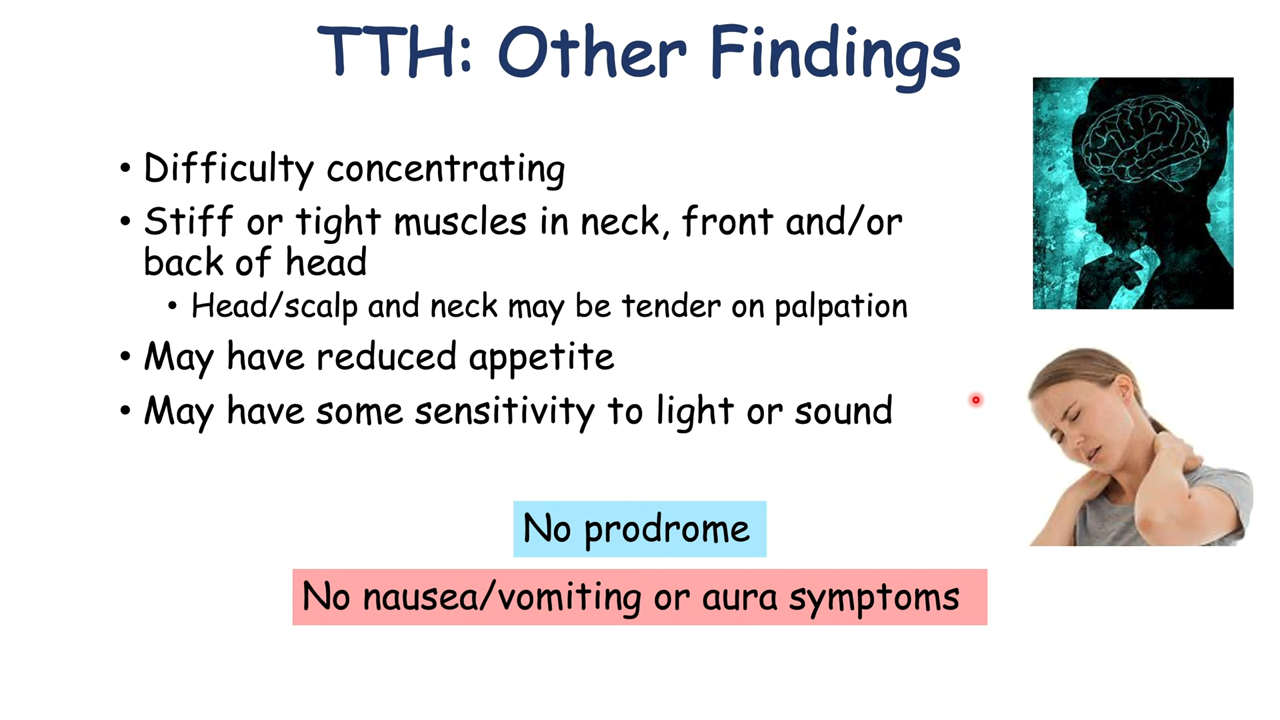 TTH: Other Findings
• Difficulty concentrating
• Stiff or tight muscles in neck, front and/or
back of head
• Head/scalp and neck may be tender on palpation
• May have reduced appetite
• May have some sensitivity to light or sound
No prodrome
No nausea/vomiting or aura symptoms